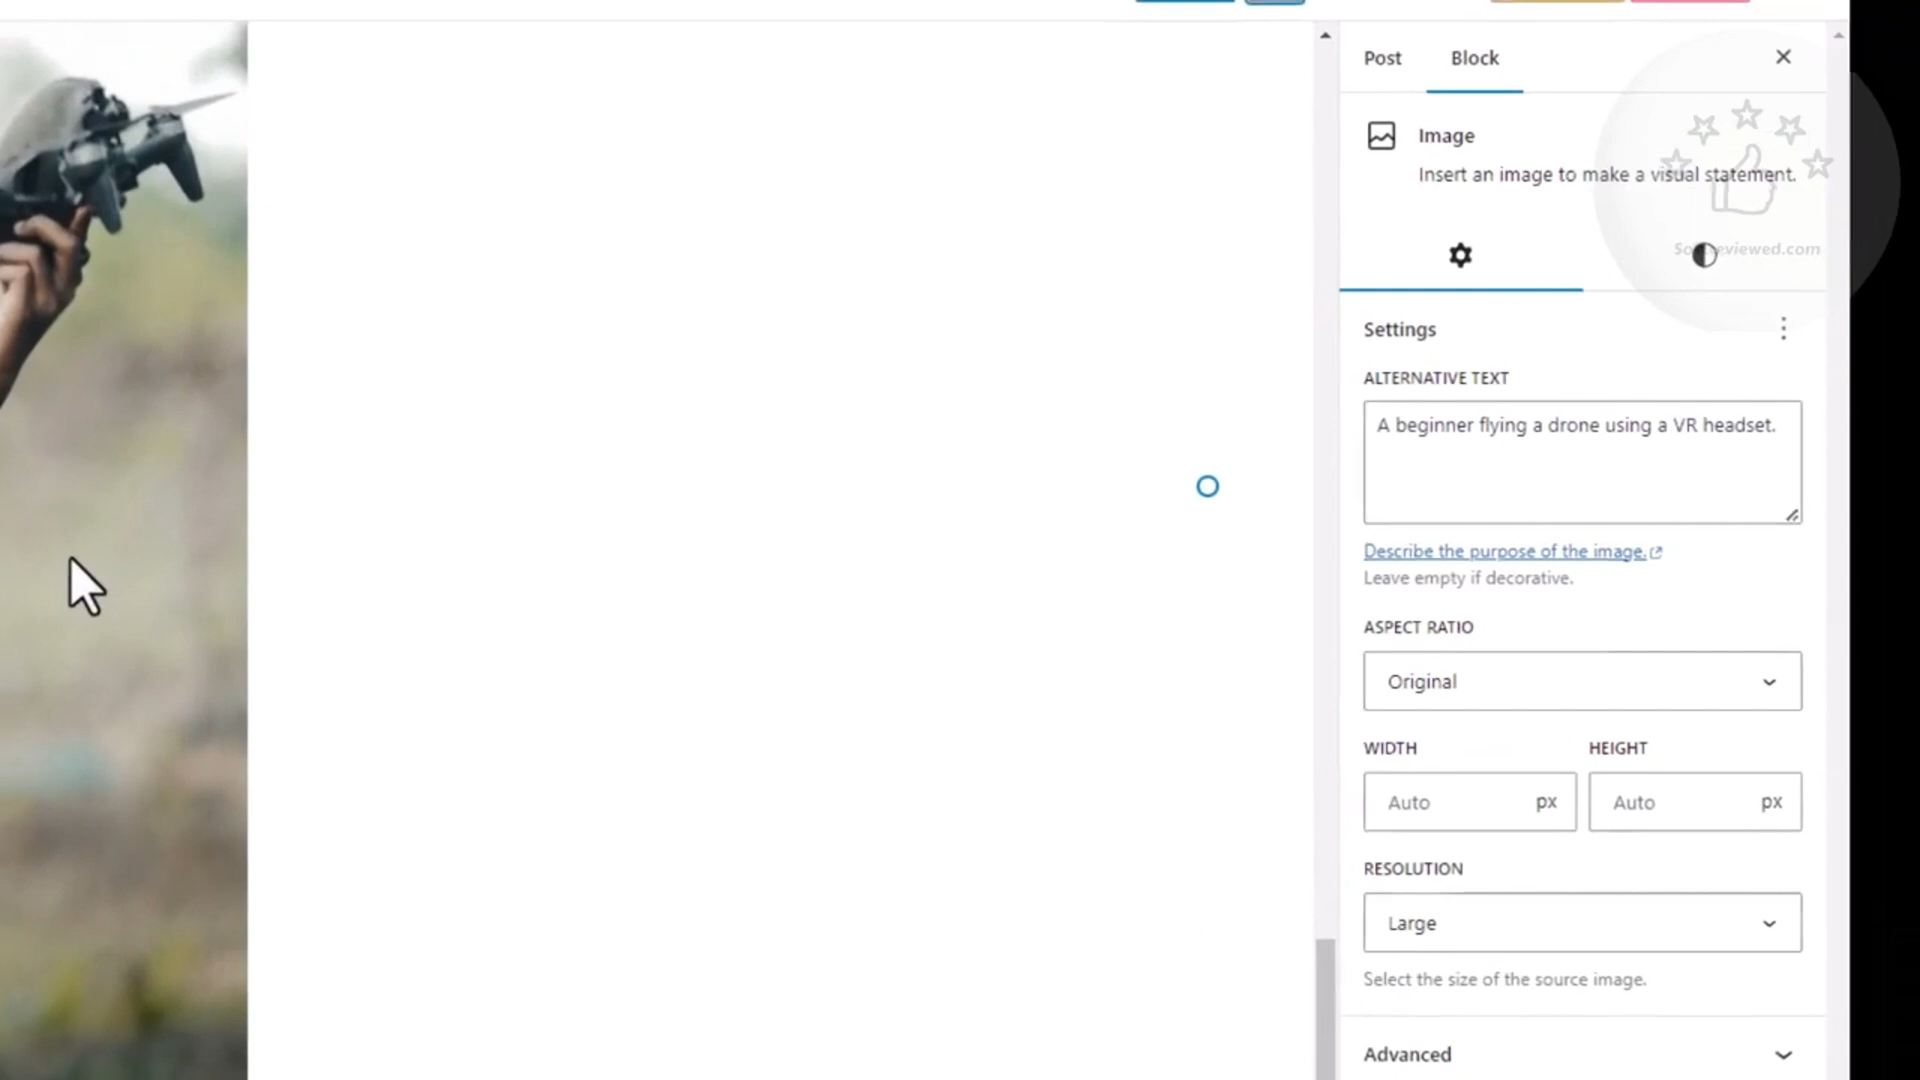 Post
Block
Image
Insert an image to make a visual statement.
Softreviewed.com
Settings
ALTERNATIVE TEXT
A beginner flying a drone using a VR headset.
Describe the purpose of the image.
Leave empty if decorative.
ASPECT RATIO
Original
WIDTH
HEIGHT
Auto
px
Auto
px
RESOLUTION
Large
Select the size of the source image.
Advanced